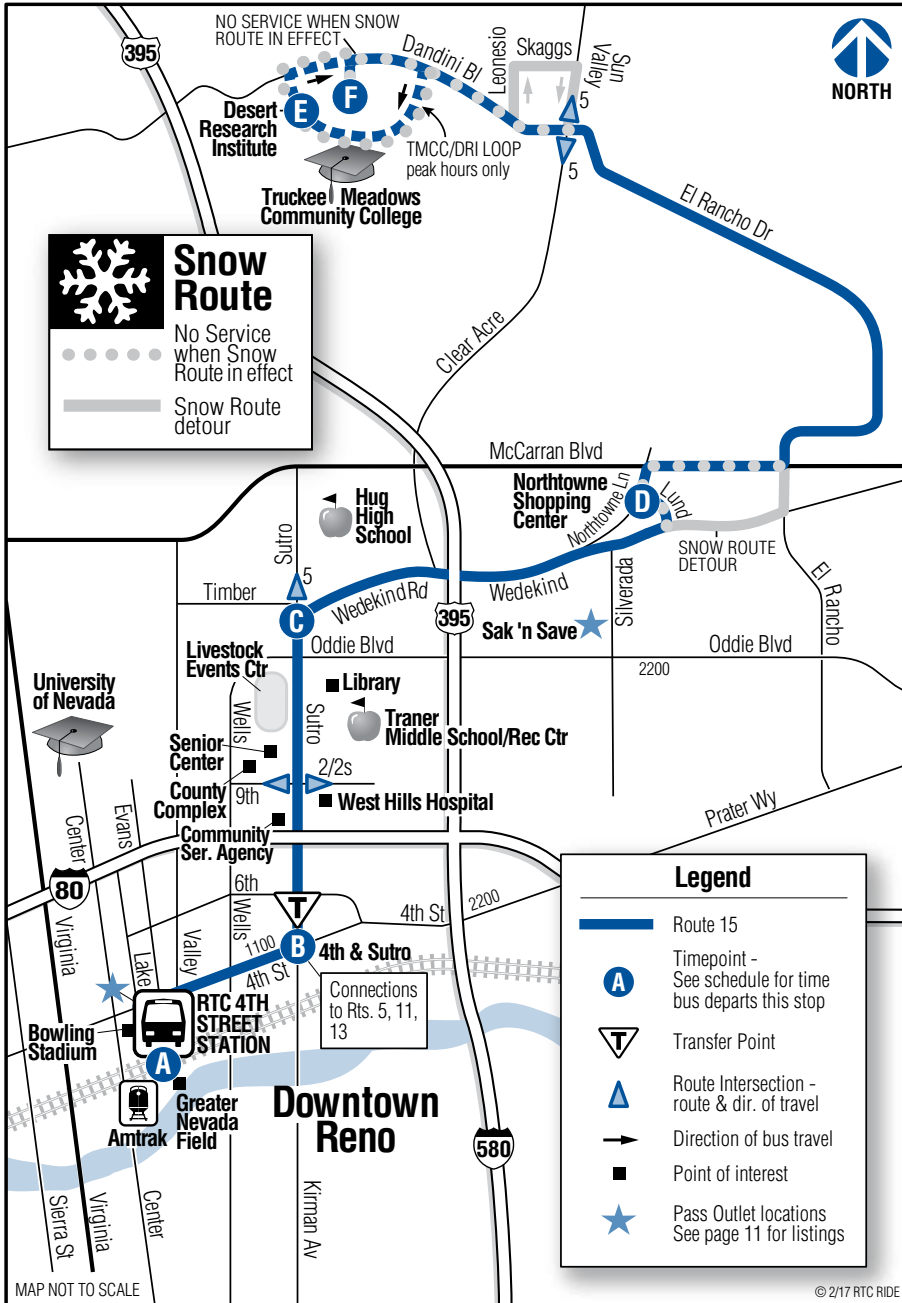 NO SERVICE WHEN SNOW
ROUTE IN EFFECT
395
Dandini Bl
Leonesio
Skaggs
Sun
Valley
NORTH
E
F
Desert
Research
Institute
5
5
TMCC/DRI LOOP
peak hours only
Truckee Meadows
Community College
El Rancho Dr
Snow
Route
No Service
when Snow
Route in effect
Snow Route
detour
Clear Acre
McCarran Blvd
Northtowne
Shopping
Center
Northtowne Ln
D
Lund
Hug
High
School
Sutro
SNOW ROUTE
DETOUR
5
Timber
C
Wedekind Rd
Wedekind
395
Silverada
El Rancho
Sak 'n Save
Oddie Blvd
Oddie Blvd
2200
Livestock
Events Ctr
University
of Nevada
Library
Wells
Sutro
Traner
Middle School/Rec Ctr
Senior
Center
2/2s
County
Complex
9th
West Hills Hospital
Community
Ser. Agency
Prater Wy
Center
Evans
80
6th
Wells
T
Virginia
Lake
Valley
1100
4th St
B
4th & Sutro
4th St
2200
Connections
to Rts. 5, 11,
13
RTC 4TH
STREET
STATION
Bowling
Stadium
A
Amtrak
Greater
Nevada
Field
Downtown
Reno
580
Sierra St
Virginia
Center
Kirman Av
Legend
Route 15
A
Timepoint -
See schedule for time
bus departs this stop
T
Transfer Point
Route Intersection -
route & dir. of travel
Direction of bus travel
Point of interest
Pass Outlet locations
See page 11 for listings
MAP NOT TO SCALE
© 2/17 RTC RIDE